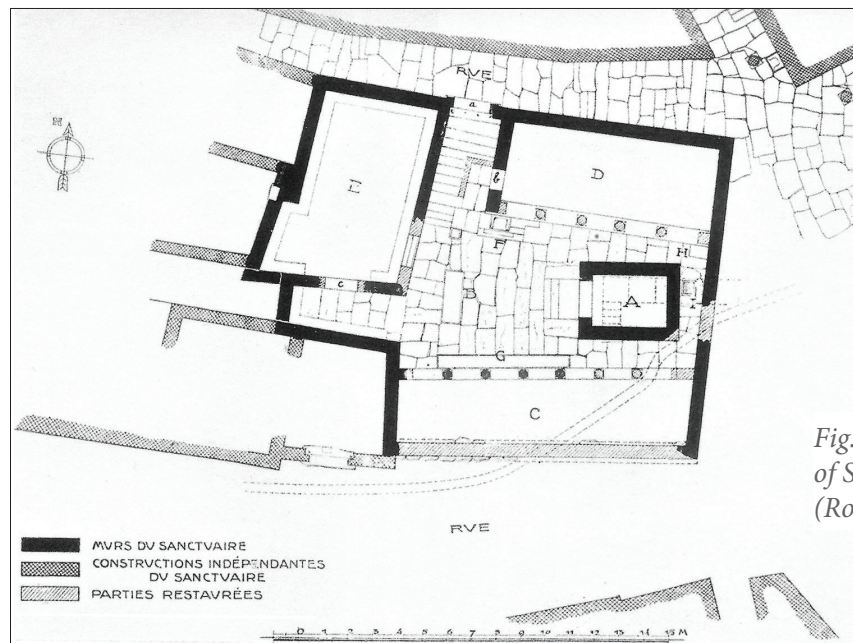 RVE
a
N
E
b
D
F
H
B
c
A
I
G
C
RVE
Fig.
of S
(Ro
MVRS DV SANCTVAIRE
CONSTRVCTIONS INDÉPENDANTES
DV SANCTVAIRE
PARTIES RESTAVRÉES
0 1 2 3 4 5 6 7 8 9 10 11 12 13 14 15 M